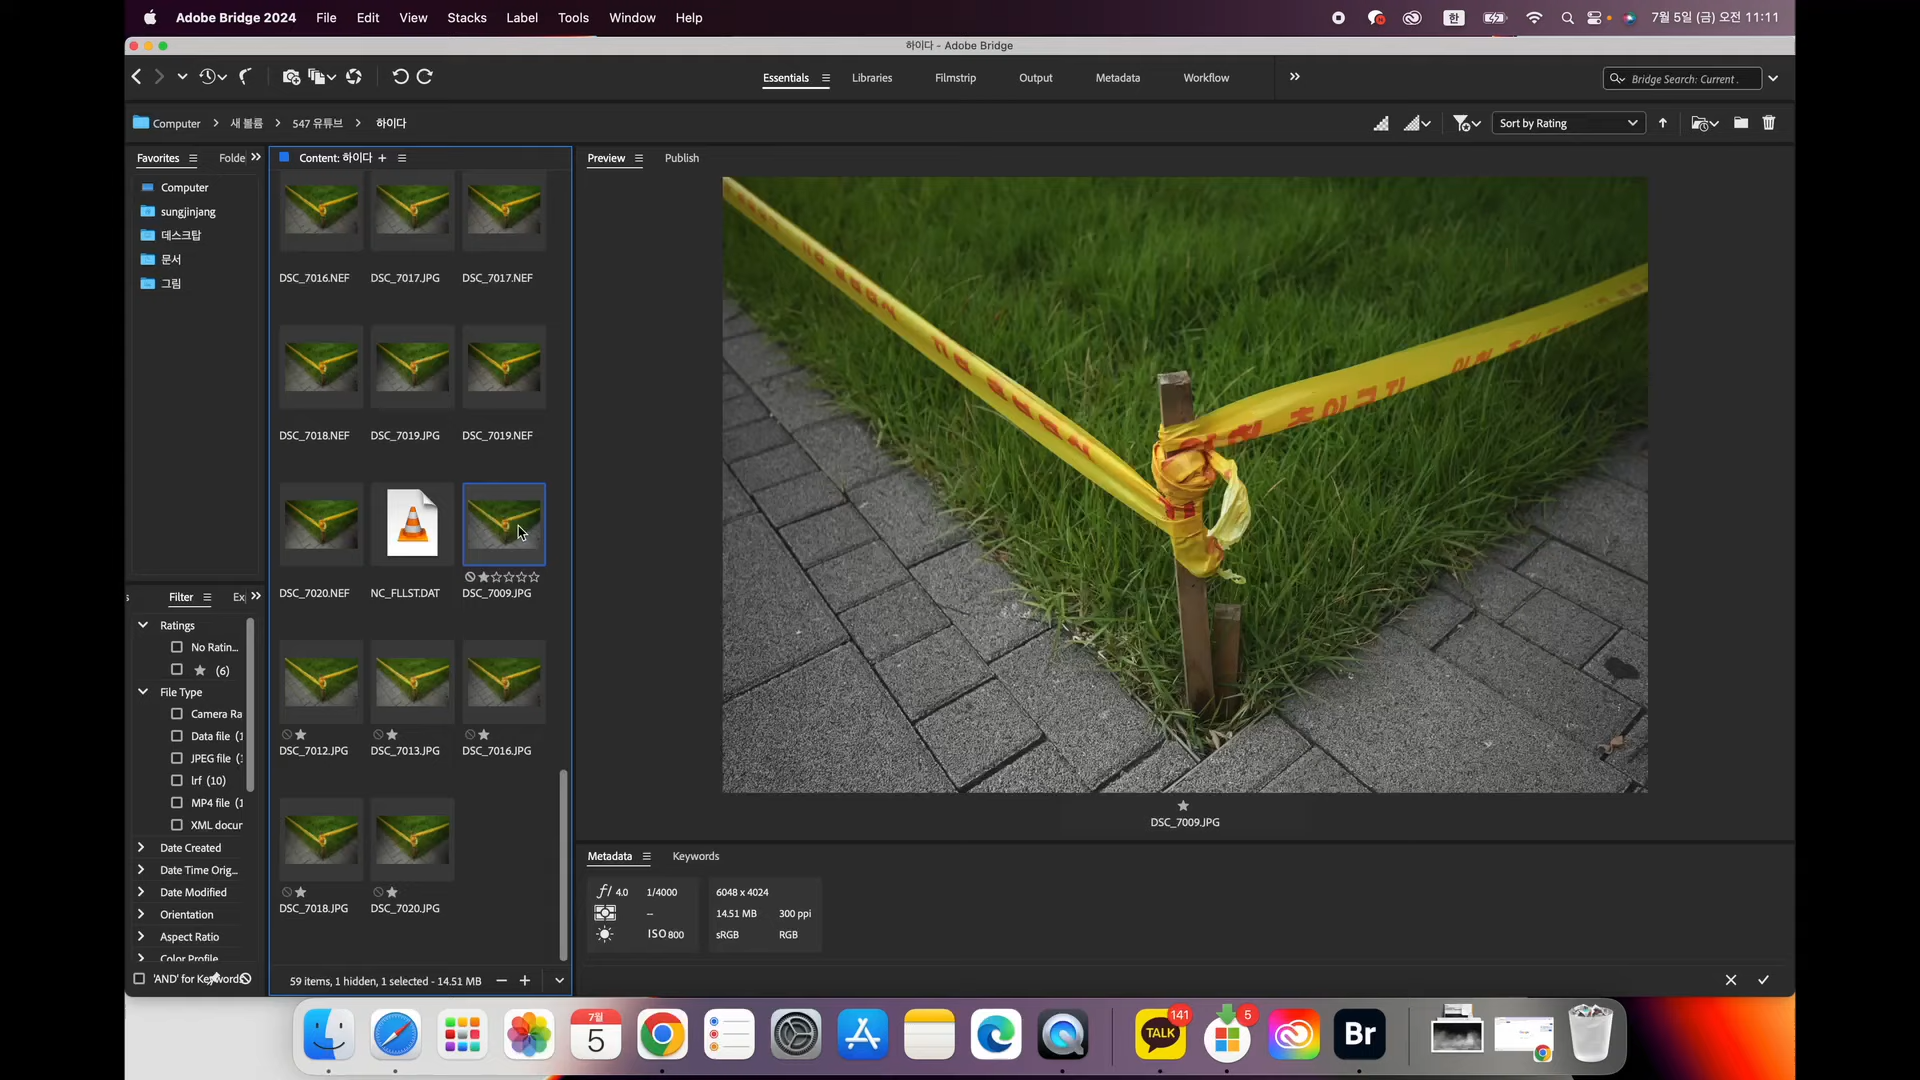 Adobe Bridge 2024 File Edit View Stacks Label Tools Window Help
한 7월 5일 (금) 오전 11:11
하이다 - Adobe Bridge
Essentials Libraries Filmstrip Output Metadata Workflow
Bridge Search: Current .
Computer 새 볼륨 547 유튜브 하이다
Sort by Rating
Favorites Folde
Content: 하이다
Preview Publish
Computer
sungjinjang
데스크탑
문서
그림
DSC_7016.NEF DSC_7017.JPG DSC_7017.NEF
DSC_7018.NEF DSC_7019.JPG DSC_7019.NEF
DSC_7020.NEF NC_FLLST.DAT DSC_7009.JPG
DSC_7012.JPG DSC_7013.JPG DSC_7016.JPG
DSC_7018.JPG DSC_7020.JPG
Filter Ex
Ratings
No Ratin...
(6)
File Type
Camera Ra
Data file (1
JPEG file (
lrf (10)
MP4 file (1
XML docur
Date Created
Date Time Orig...
Date Modified
Orientation
Aspect Ratio
Color Profile
'AND' for Keywords
59 items, 1 hidden, 1 selected - 14.51 MB
DSC_7009.JPG
Metadata Keywords
f/ 4.0 1/4000
--
ISO 800
6048 x 4024
14.51 MB 300 ppi
sRGB RGB
7월
5
TALK
141
5
Br